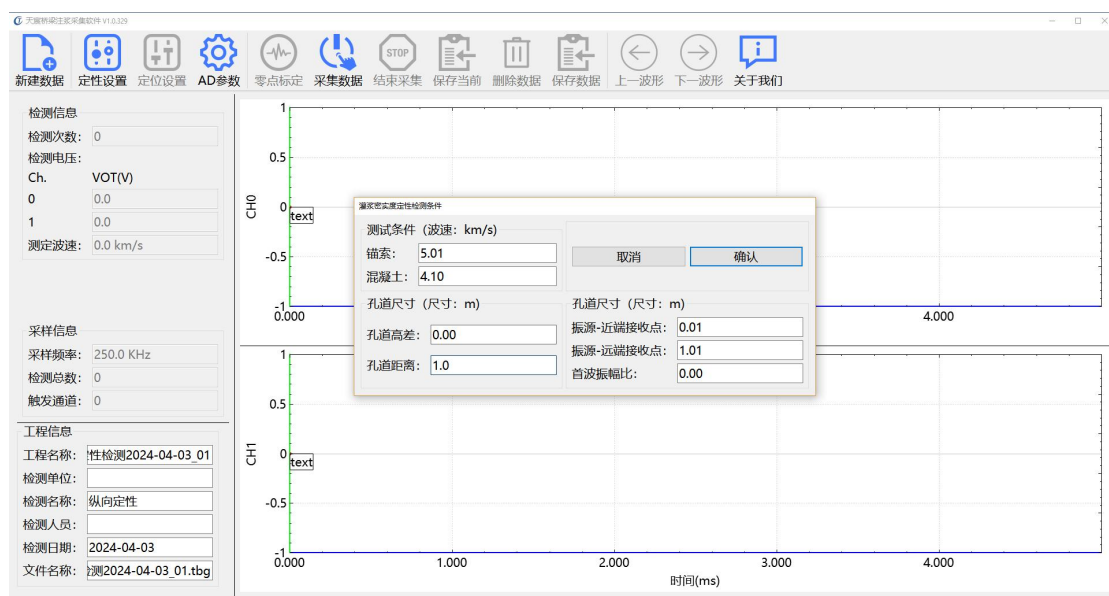 天耀桥梁注浆采集软件 V1.0.329
新建数据 定性设置 定位设置 AD参数 零点标定 采集数据 结束采集 保存当前 删除数据 保存数据 上一波形 下一波形 关于我们
STOP
检测信息
检测次数: 0
检测电压:
Ch. VOT(V)
0 0.0
1 0.0
测定波速: 0.0 km/s
采样信息
采样频率: 250.0 KHz
检测总数: 0
触发通道: 0
工程信息
工程名称: 性检测2024-04-03_01
检测单位:
检测名称: 纵向定性
检测人员:
检测日期: 2024-04-03
文件名称: 测2024-04-03_01.tbg
CH0
1
0.5
0
text
-0.5
-1
0.000 4.000
灌浆密实度定性检测条件
测试条件（波速：km/s)
锚索: 5.01
混凝土: 4.10
取消 确认
孔道尺寸（尺寸：m)
孔道高差: 0.00
孔道距离: 1.0
孔道尺寸（尺寸：m)
振源-近端接收点: 0.01
振源-远端接收点: 1.01
首波振幅比: 0.00
CH1
1
0.5
0
text
-0.5
-1
0.000 1.000 2.000 3.000 4.000
时间(ms)